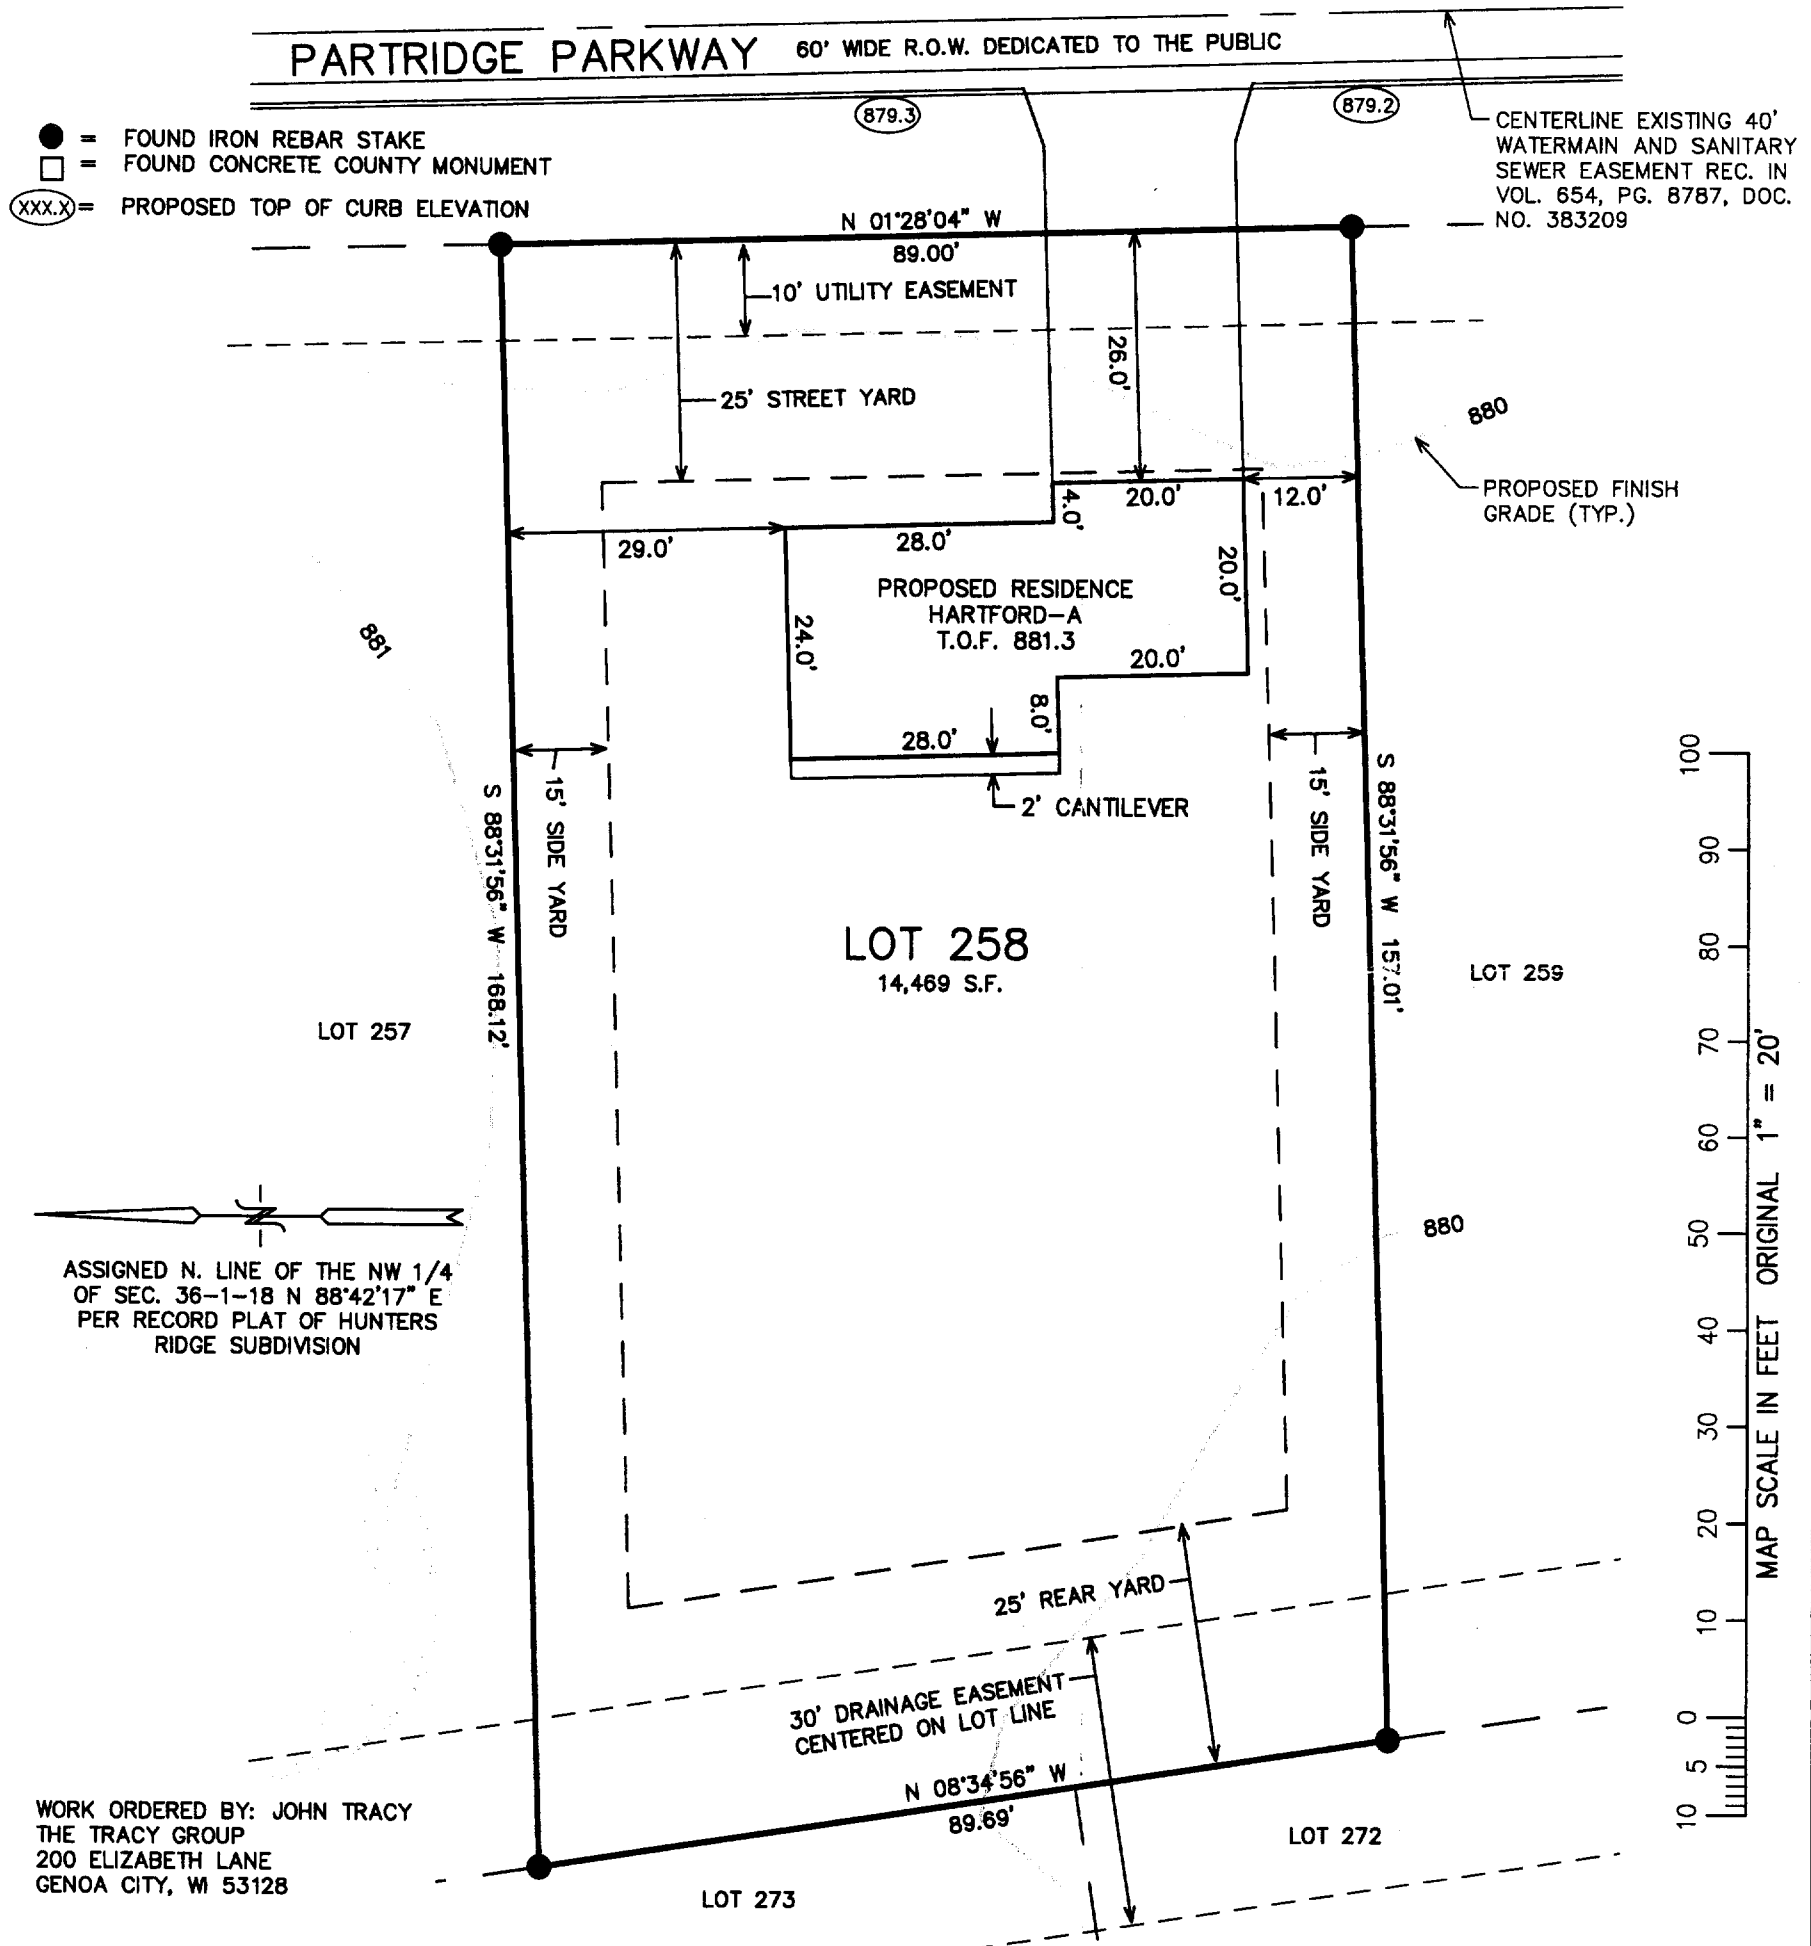 PARTRIDGE PARKWAY 60' WIDE R.O.W. DEDICATED TO THE PUBLIC
879.3
879.2
● = FOUND IRON REBAR STAKE
□ = FOUND CONCRETE COUNTY MONUMENT
XXX.X = PROPOSED TOP OF CURB ELEVATION
CENTERLINE EXISTING 40'
WATERMAIN AND SANITARY
SEWER EASEMENT REC. IN
VOL. 654, PG. 8787, DOC.
NO. 383209
N 01°28'04" W
89.00'
10' UTILITY EASEMENT
26.0'
25' STREET YARD
880
PROPOSED FINISH
GRADE (TYP.)
4.0'
20.0'
12.0'
29.0'
28.0'
20.0'
PROPOSED RESIDENCE
HARTFORD-A
T.O.F. 881.3
24.0'
20.0'
881
8.0'
28.0'
2' CANTILEVER
15' SIDE YARD
15' SIDE YARD
S 88°31'56" W 168.12'
S 88°31'56" W 157.01'
LOT 258
14,469 S.F.
LOT 257
LOT 259
880
N
ASSIGNED N. LINE OF THE NW 1/4
OF SEC. 36-1-18 N 88°42'17" E
PER RECORD PLAT OF HUNTERS
RIDGE SUBDIVISION
100
90
80
70
60
50
40
30
20
10
0
5
10
MAP SCALE IN FEET ORIGINAL 1" = 20'
25' REAR YARD
30' DRAINAGE EASEMENT
CENTERED ON LOT LINE
N 08°34'56" W
89.69'
LOT 272
LOT 273
WORK ORDERED BY: JOHN TRACY
THE TRACY GROUP
200 ELIZABETH LANE
GENOA CITY, WI 53128